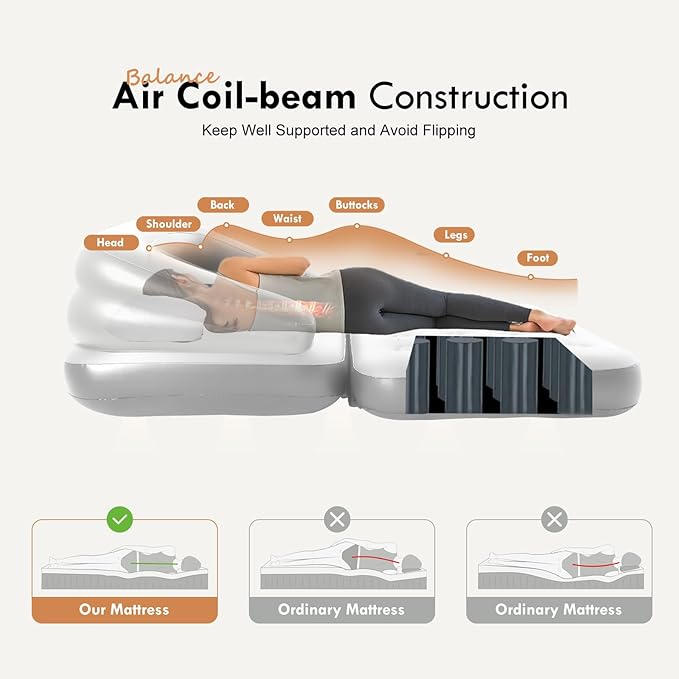 Balance
Air Coil-beam Construction
Keep Well Supported and Avoid Flipping
Head
Shoulder
Back
Waist
Buttocks
Legs
Foot
Our Mattress
Ordinary Mattress
Ordinary Mattress